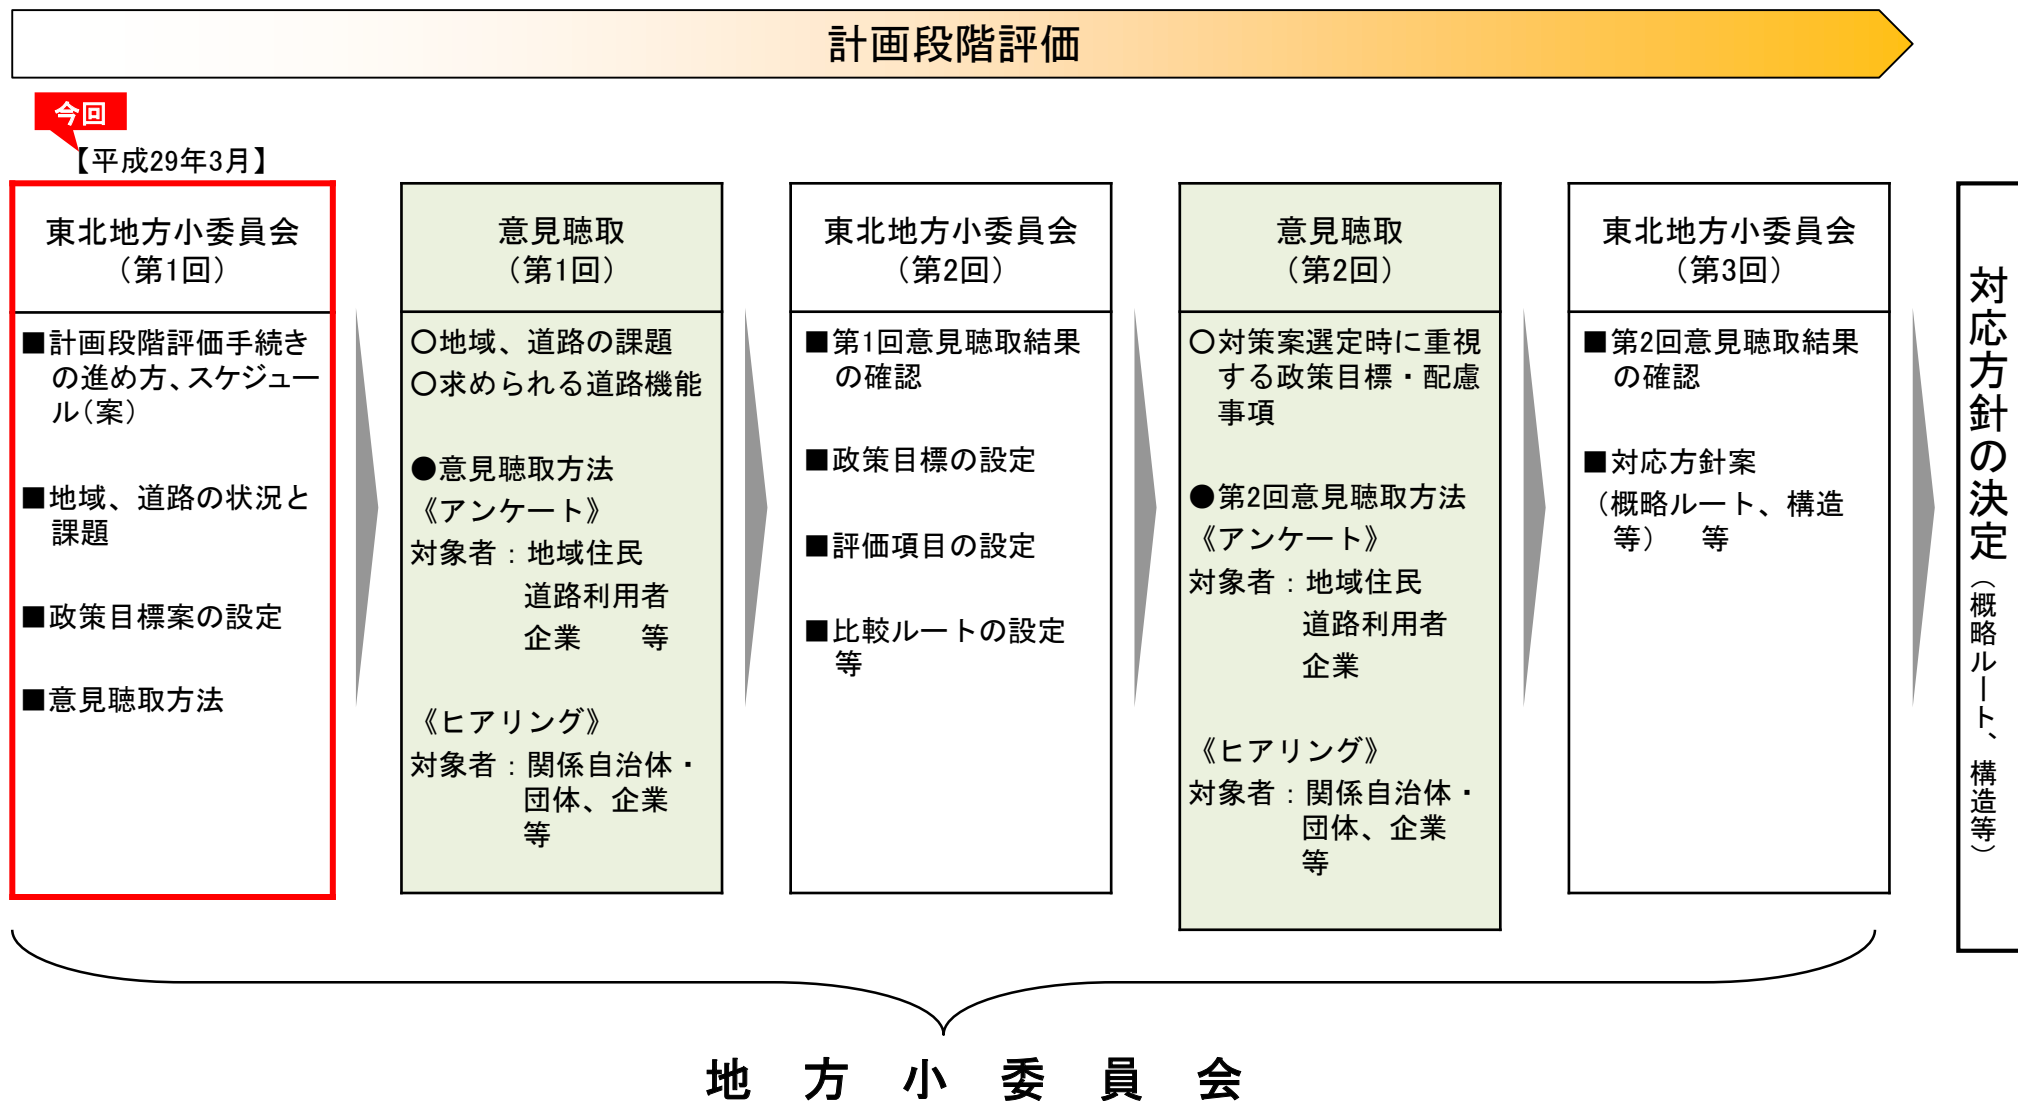 計画段階評価
今回
【平成29年3月】
東北地方小委員会
（第1回）
■計画段階評価手続き
の進め方、スケジュー
ル（案）
■地域、道路の状況と
課題
■政策目標案の設定
■意見聴取方法
意見聴取
（第1回）
○地域、道路の課題
○求められる道路機能
●意見聴取方法
《アンケート》
対象者：地域住民
道路利用者
企業　　等
《ヒアリング》
対象者：関係自治体・
団体、企業
等
東北地方小委員会
（第2回）
■第1回意見聴取結果
の確認
■政策目標の設定
■評価項目の設定
■比較ルートの設定
等
意見聴取
（第2回）
○対策案選定時に重視
する政策目標・配慮
事項
●第2回意見聴取方法
《アンケート》
対象者：地域住民
道路利用者
企業
《ヒアリング》
対象者：関係自治体・
団体、企業
等
東北地方小委員会
（第3回）
■第2回意見聴取結果
の確認
■対応方針案
（概略ルート、構造
等）　等
対応方針の決定（概略ルート、構造等）
地方小委員会